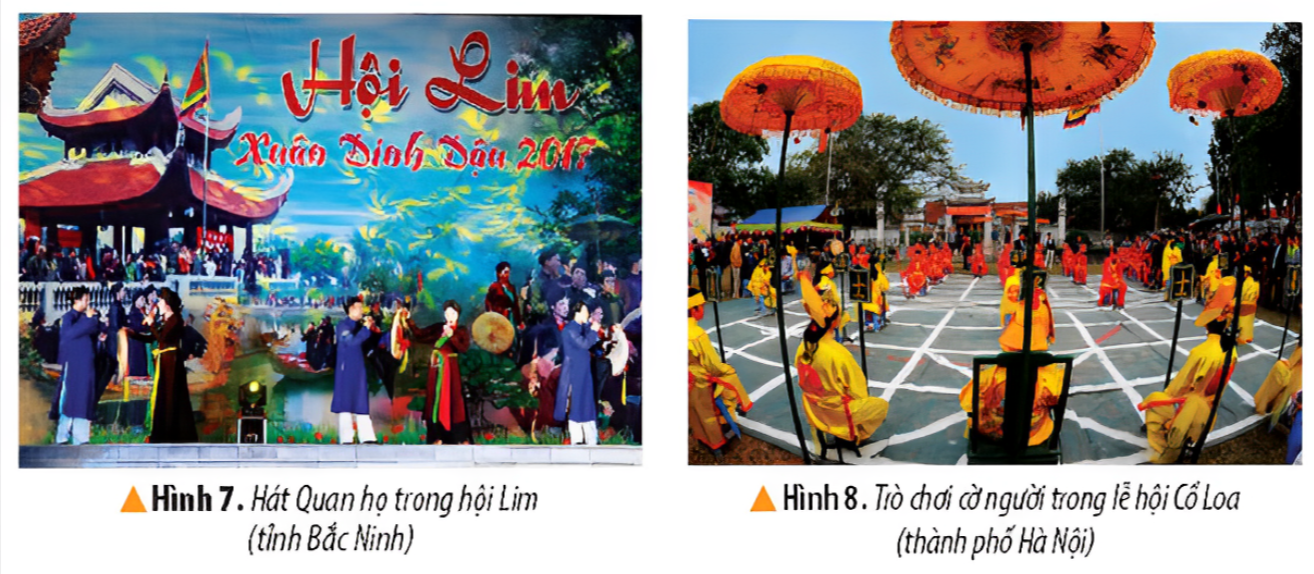 Hội Lim
Xuân Đinh Dậu 2017
▲Hình 7. Hát Quan họ trong hội Lim
(tỉnh Bắc Ninh)
▲Hình 8. Trò chơi cờ người trong lễ hội Cổ Loa
(thành phố Hà Nội)